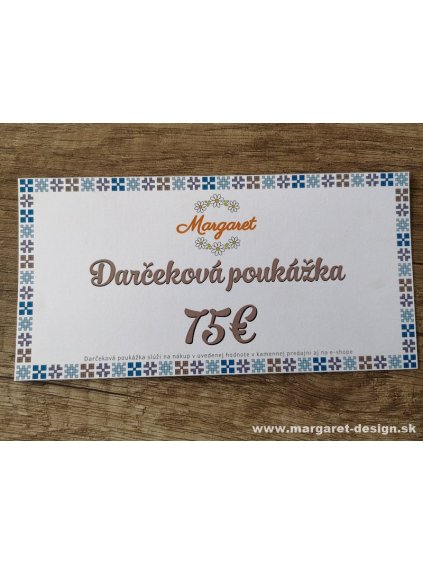 Margaret
Darčeková poukážka
75€
Darčeková poukážka slúži na nákup v uvedenej hodnote v kamennej predajni aj na e-shope
www.margaret-design.sk